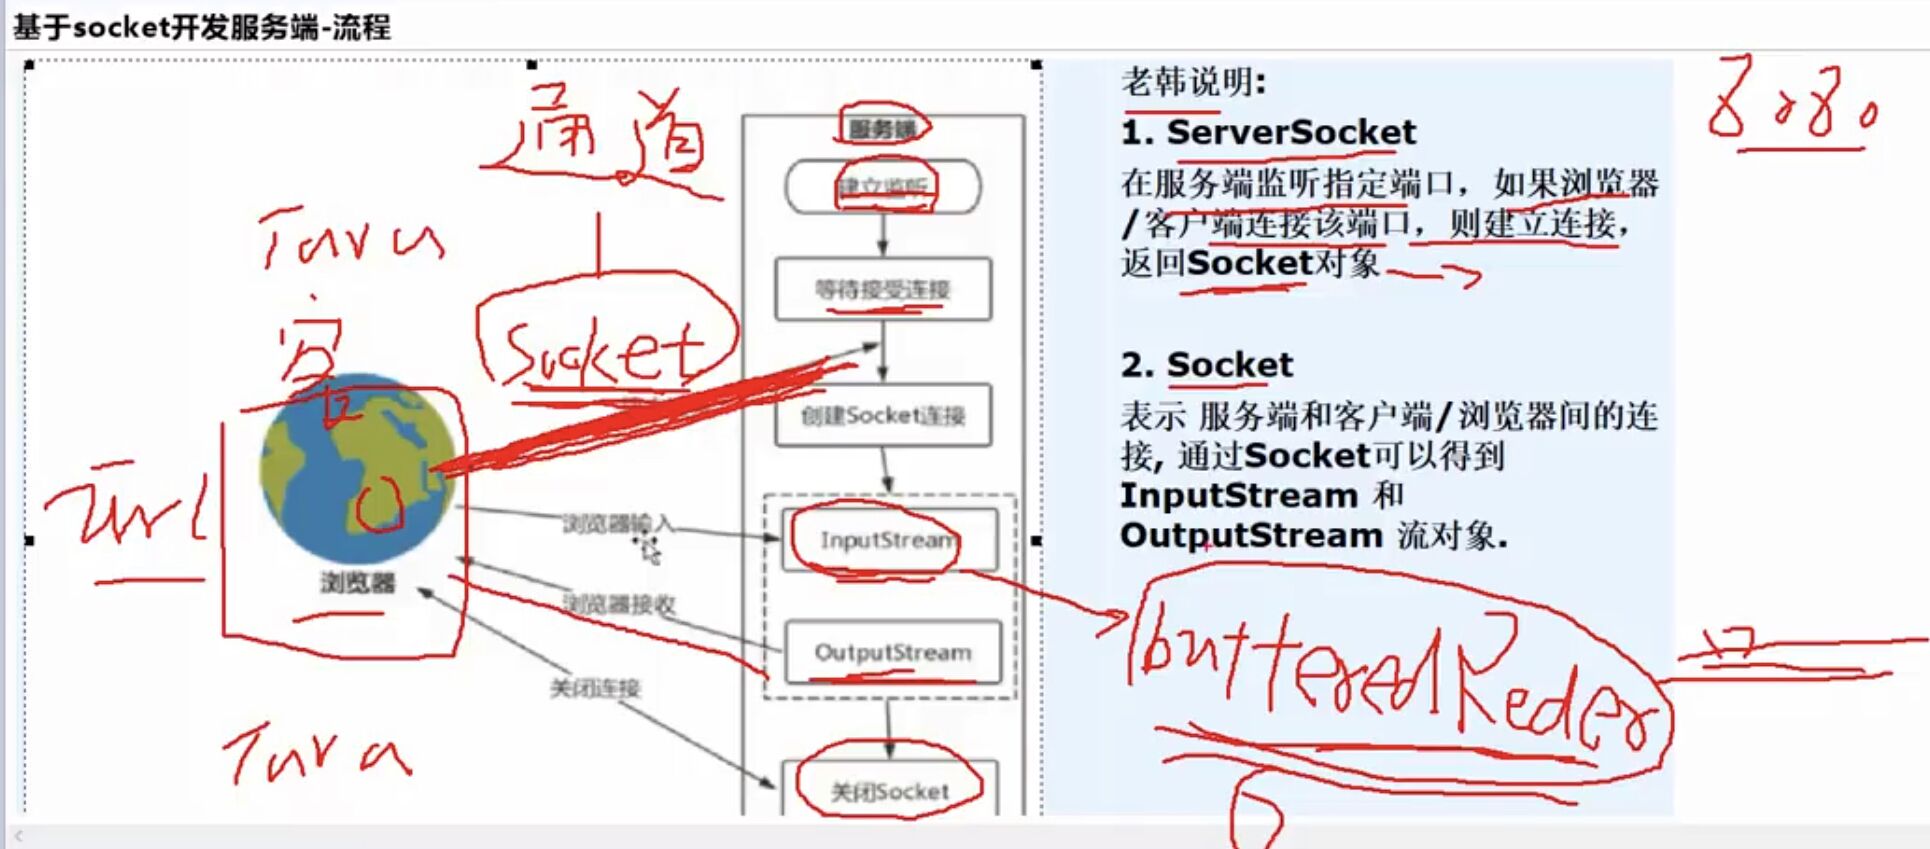 基于socket开发服务端-流程
通道
服务端
建立监听
Java
等待接受连接
客
Socket
创建Socket连接
url
浏览器输入
InputStream
浏览器
浏览器接收
OutputStream
关闭连接
Java
关闭Socket
老韩说明:
1. ServerSocket
在服务端监听指定端口，如果浏览器
/客户端连接该端口，则建立连接，
返回Socket对象
2. Socket
表示 服务端和客户端/浏览器间的连
接, 通过Socket可以得到
InputStream 和
OutputStream 流对象.
8080
butteredReder